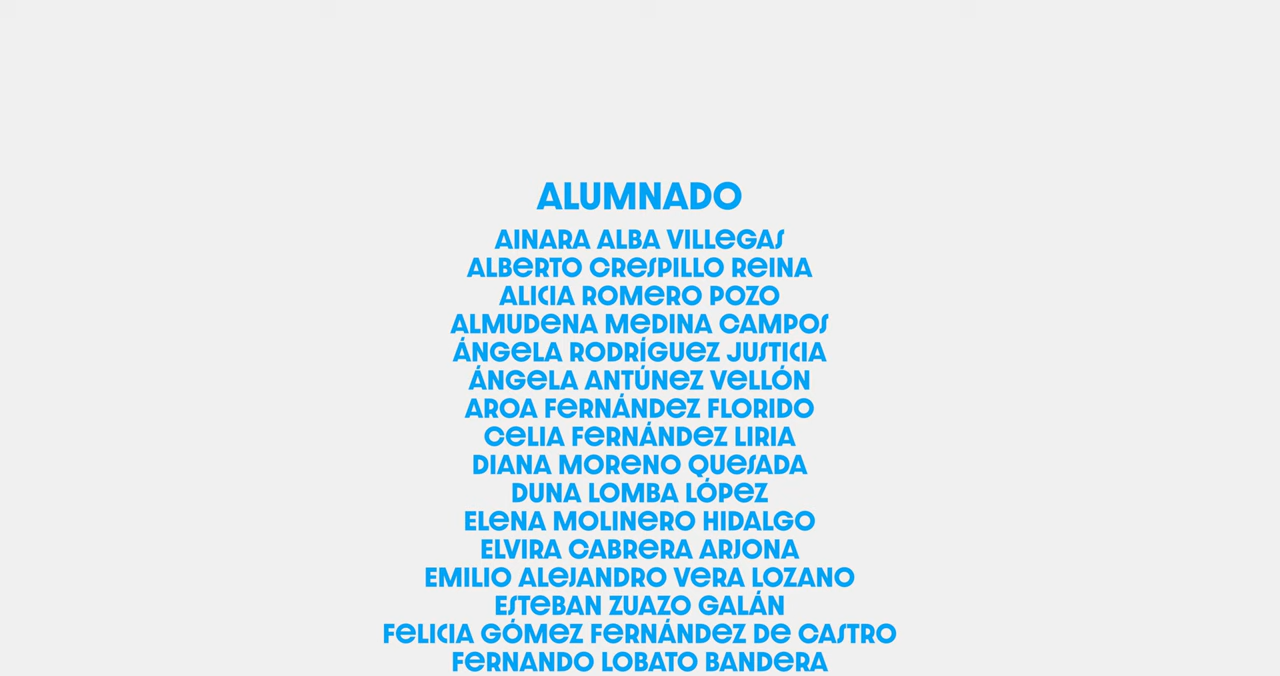 ALUMNADO
AINARA ALBA VILLEGAS
ALBERTO CRESPILLO REINA
ALICIA ROMERO POZO
ALMUDENA MEDINA CAMPOS
ÁNGELA RODRÍGUEZ JUSTICIA
ÁNGELA ANTÚNEZ VELLÓN
AROA FERNÁNDEZ FLORIDO
CELIA FERNÁNDEZ LIRIA
DIANA MORENO QUESADA
DUNA LOMBA LÓPEZ
ELENA MOLINERO HIDALGO
ELVIRA CABRERA ARJONA
EMILIO ALEJANDRO VERA LOZANO
ESTEBAN ZUAZO GALÁN
FELICIA GÓMEZ FERNÁNDEZ DE CASTRO
FERNANDO LOBATO BANDERA